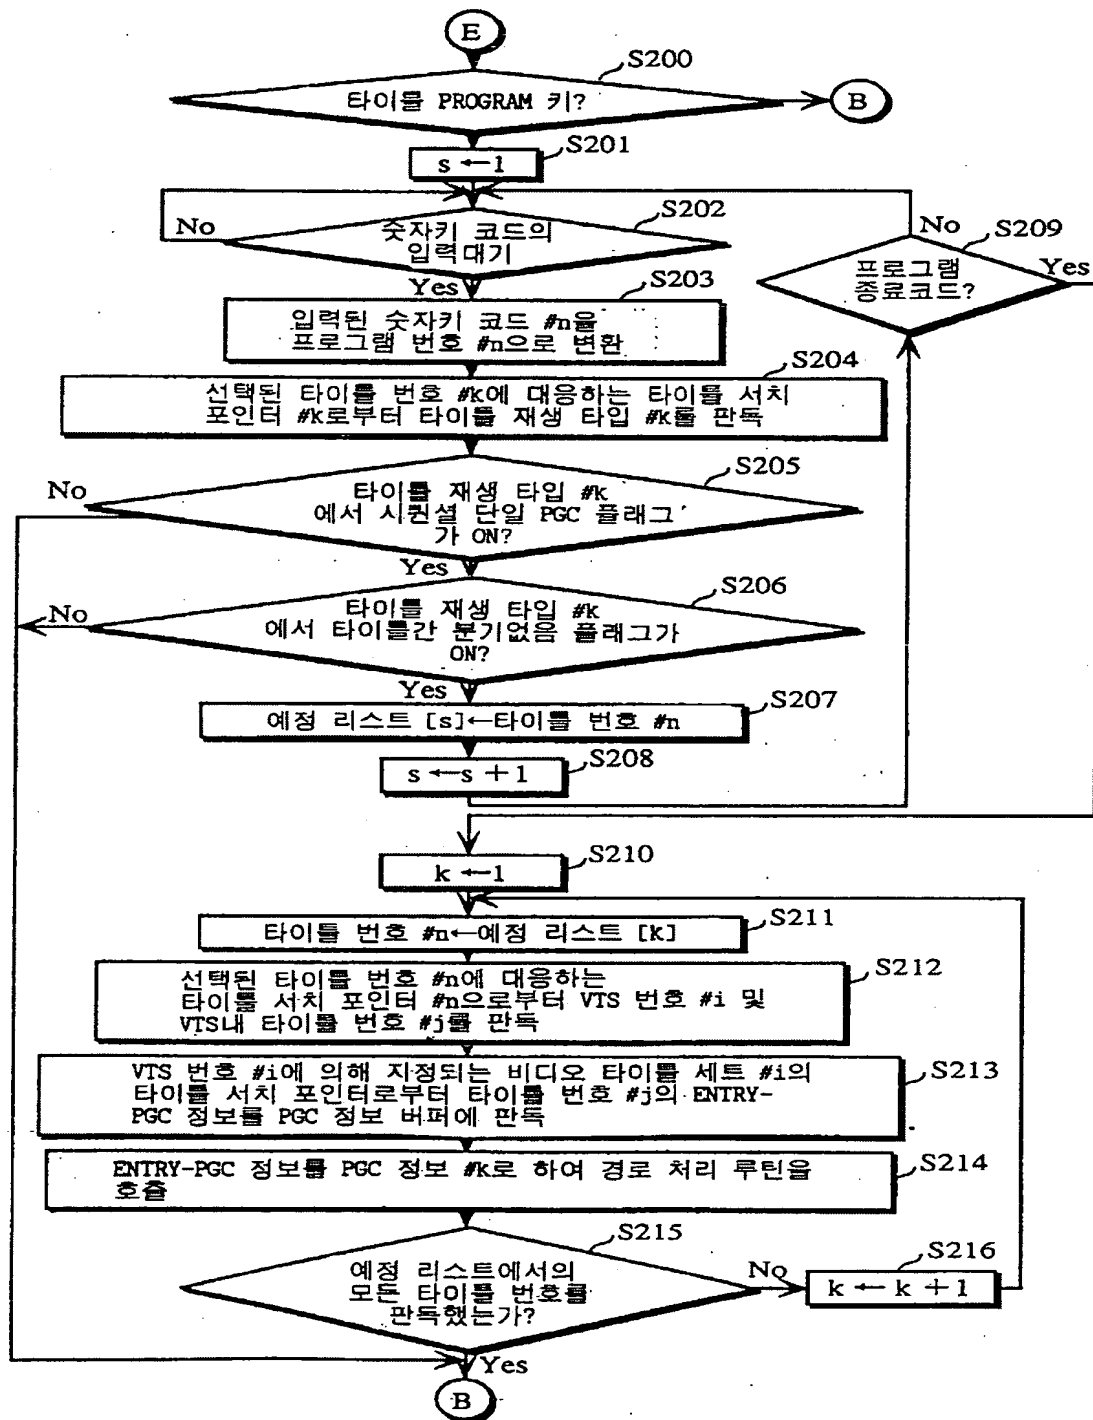 E
S200
타이틀 PROGRAM 키?
B
S201
s ← 1
S202
No
숫자키 코드의
입력대기
Yes
No
S209
프로그램
종료코드?
Yes
S203
입력된 숫자키 코드 #n을
프로그램 번호 #n으로 변환
S204
선택된 타이틀 번호 #k에 대응하는 타이틀 서치
포인터 #k로부터 타이틀 재생 타입 #k를 판독
S205
No
타이틀 재생 타입 #k
에서 시퀀셜 단일 PGC 플래그
가 ON?
Yes
S206
No
타이틀 재생 타입 #k
에서 타이틀간 분기없음 플래그가
ON?
Yes
S207
예정 리스트 [s]←타이틀 번호 #n
S208
s ← s + 1
S210
k ← 1
S211
타이틀 번호 #n←예정 리스트 [k]
S212
선택된 타이틀 번호 #n에 대응하는
타이틀 서치 포인터 #n으로부터 VTS 번호 #i 및
VTS내 타이틀 번호 #j를 판독
S213
VTS 번호 #i에 의해 지정되는 비디오 타이틀 세트 #i의
타이틀 서치 포인터로부터 타이틀 번호 #j의 ENTRY-
PGC 정보를 PGC 정보 버퍼에 판독
S214
ENTRY-PGC 정보를 PGC 정보 #k로 하여 경로 처리 루틴을
호출
S215
예정 리스트에서의
모든 타이틀 번호를
판독했는가?
No
S216
k ← k + 1
Yes
B